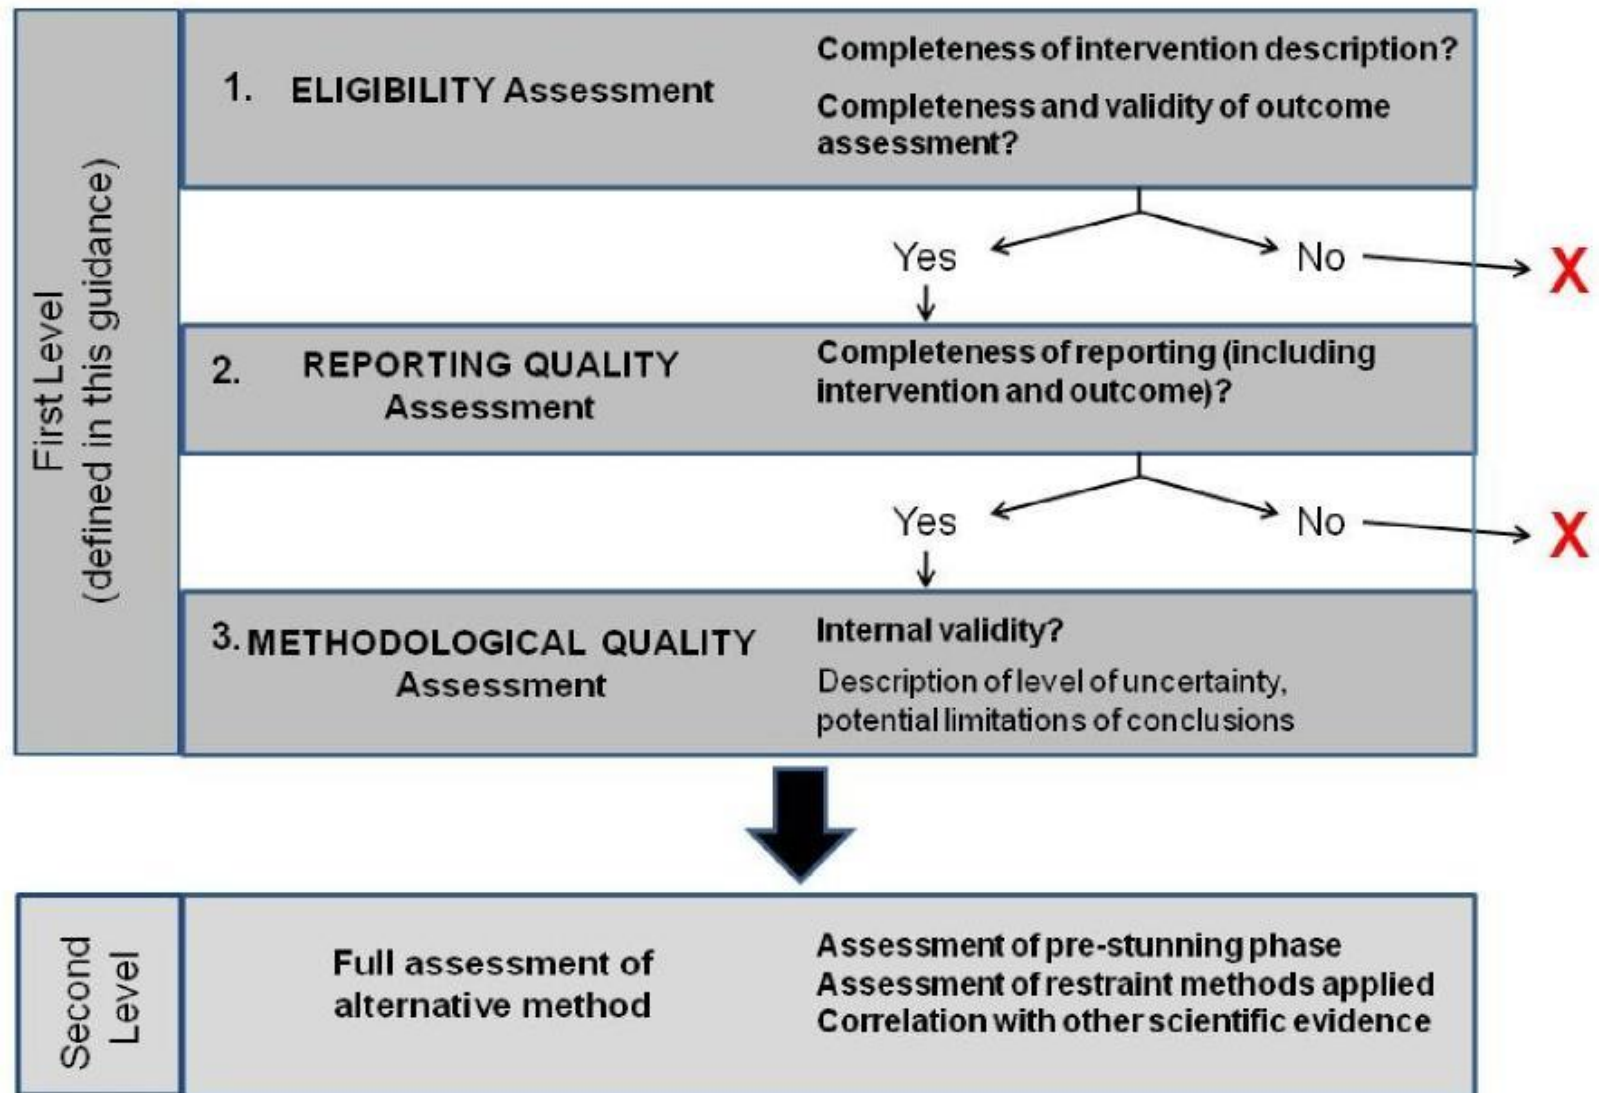 First Level
(defined in this guidance)
1. ELIGIBILITY Assessment
Completeness of intervention description?
Completeness and validity of outcome
assessment?
Yes
No
X
2. REPORTING QUALITY
Assessment
Completeness of reporting (including
intervention and outcome)?
Yes
No
X
3. METHODOLOGICAL QUALITY
Assessment
Internal validity?
Description of level of uncertainty,
potential limitations of conclusions
Second
Level
Full assessment of
alternative method
Assessment of pre-stunning phase
Assessment of restraint methods applied
Correlation with other scientific evidence